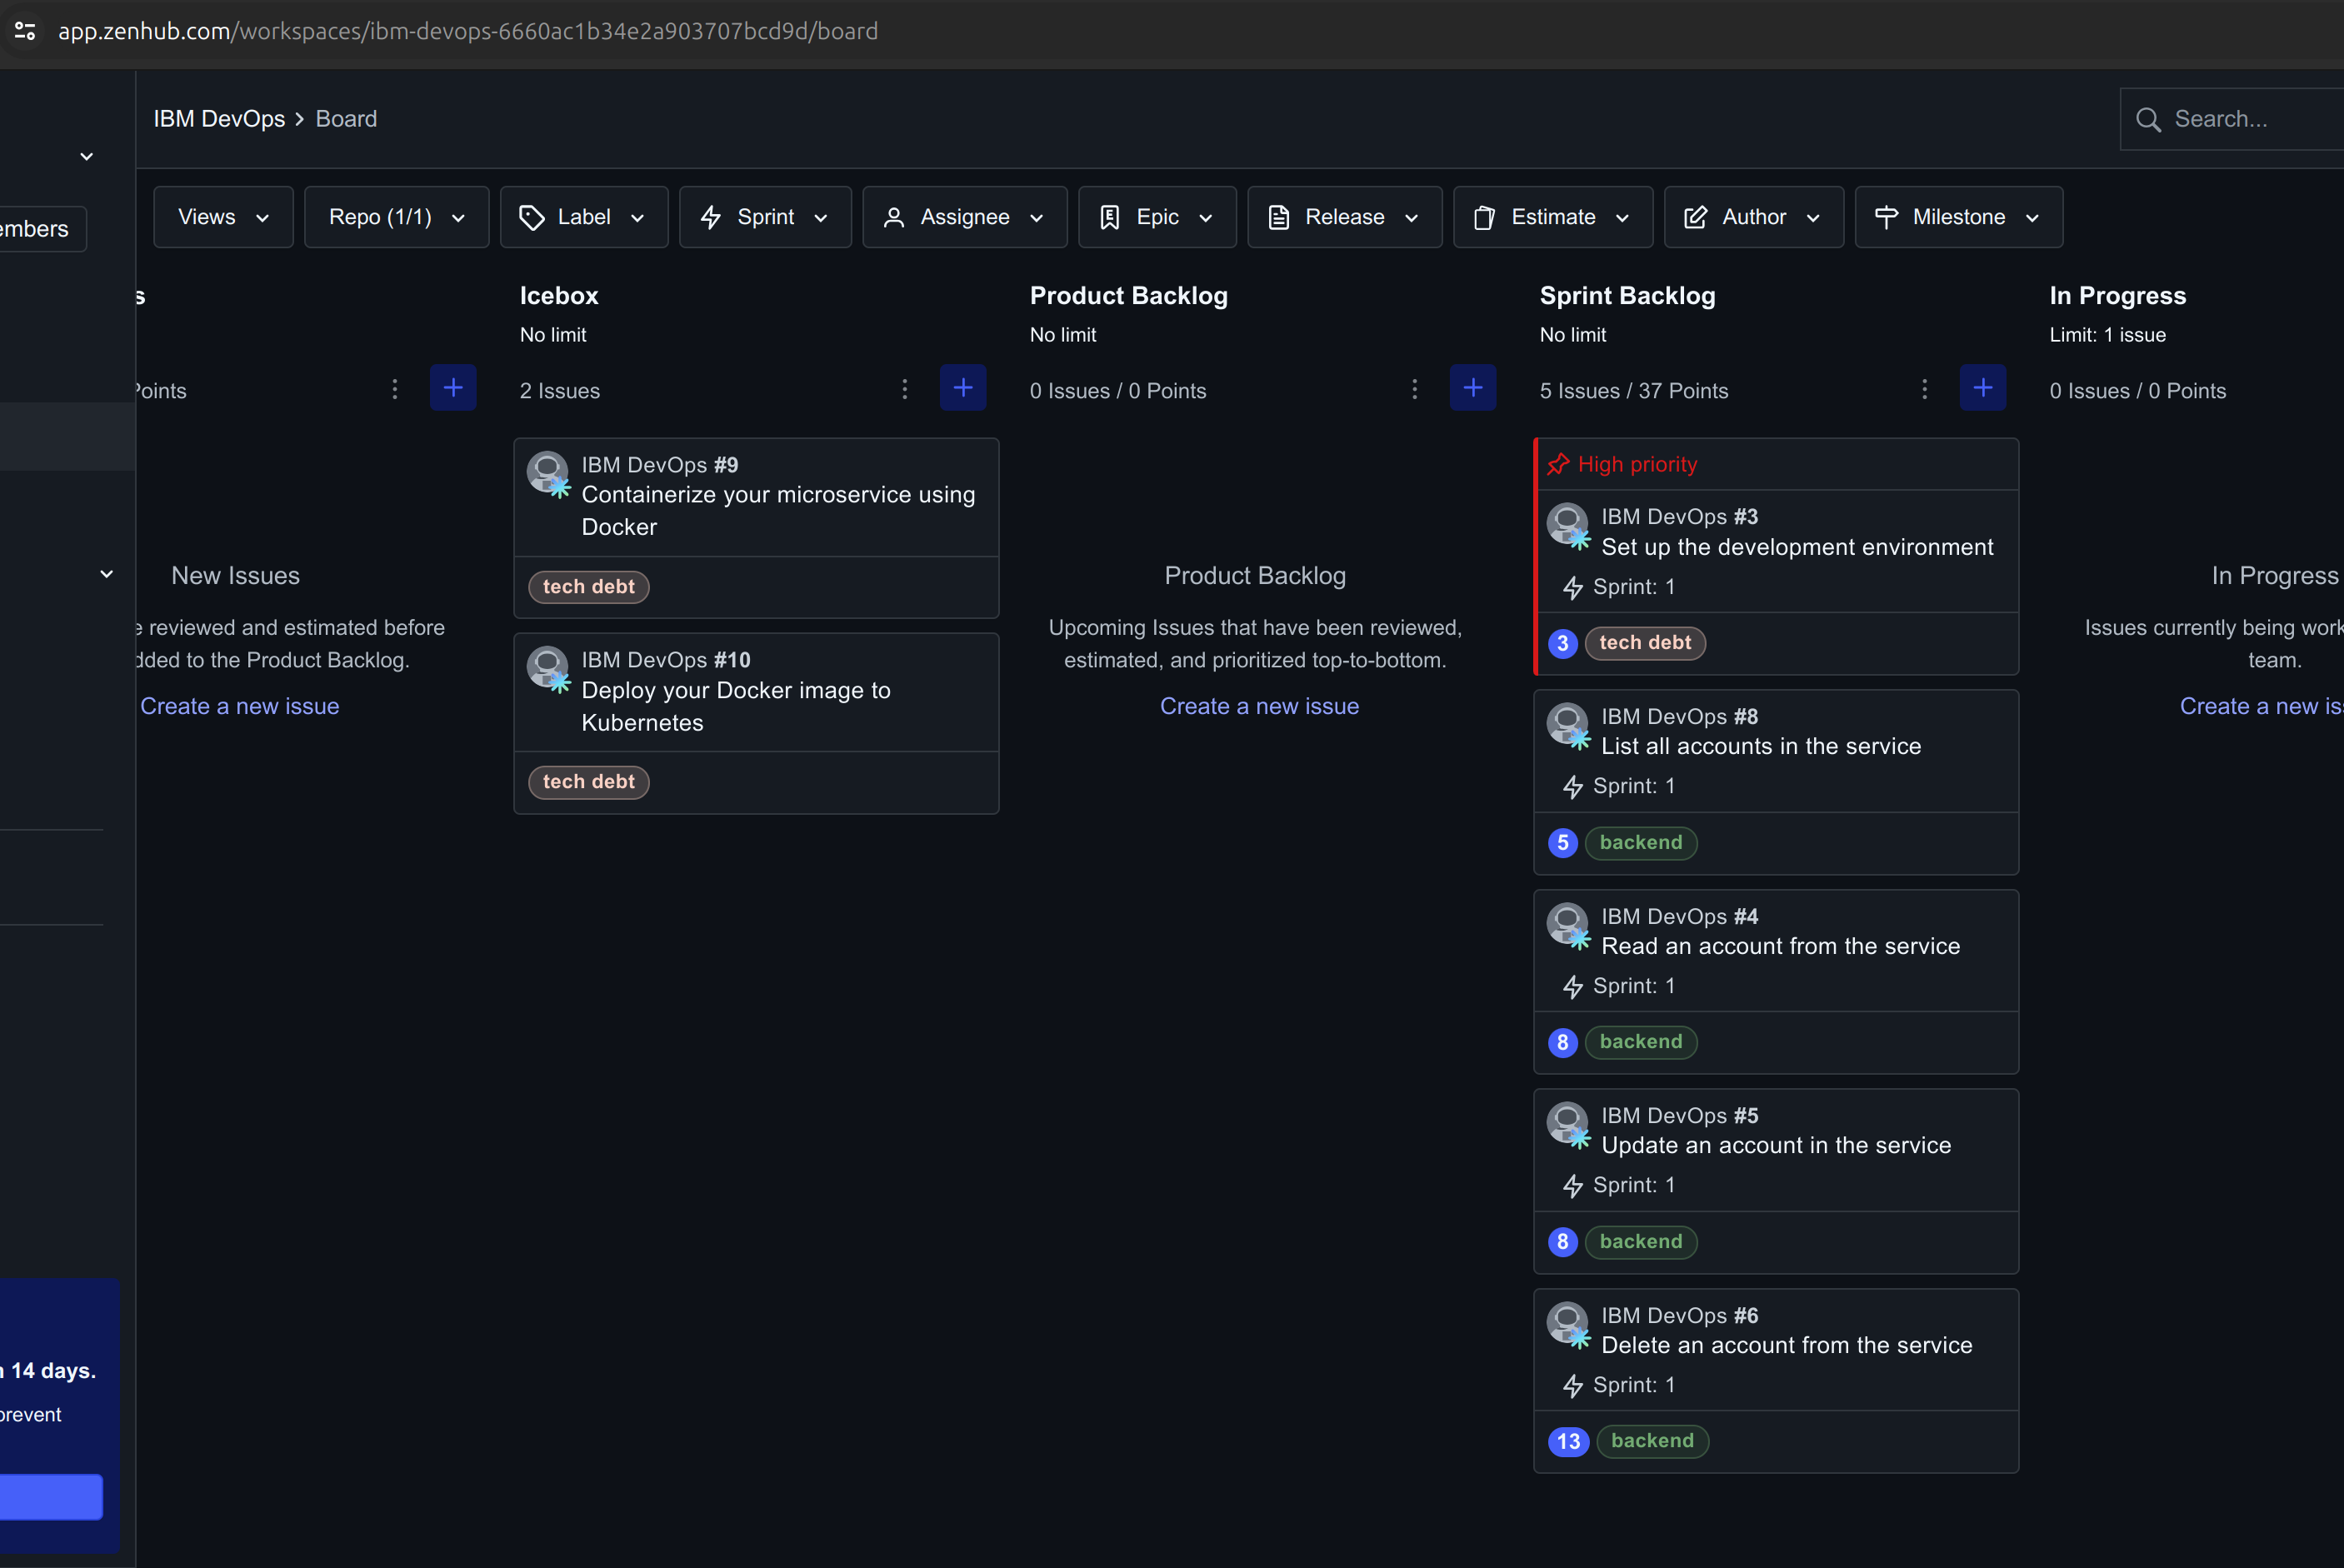 app.zenhub.com/workspaces/ibm-devops-6660ac1b34e2a903707bcd9d/board
IBM DevOps > Board
Search...
embers
Views
Repo (1/1)
Label
Sprint
Assignee
Epic
Release
Estimate
Author
Milestone
s
Points
New Issues
e reviewed and estimated before
dded to the Product Backlog.
Create a new issue
Icebox
No limit
2 Issues
IBM DevOps #9
Containerize your microservice using
Docker
tech debt
IBM DevOps #10
Deploy your Docker image to
Kubernetes
tech debt
Product Backlog
No limit
0 Issues / 0 Points
Product Backlog
Upcoming Issues that have been reviewed,
estimated, and prioritized top-to-bottom.
Create a new issue
Sprint Backlog
No limit
5 Issues / 37 Points
High priority
IBM DevOps #3
Set up the development environment
Sprint: 1
3 tech debt
IBM DevOps #8
List all accounts in the service
Sprint: 1
5 backend
IBM DevOps #4
Read an account from the service
Sprint: 1
8 backend
IBM DevOps #5
Update an account in the service
Sprint: 1
8 backend
IBM DevOps #6
Delete an account from the service
Sprint: 1
13 backend
In Progress
Limit: 1 issue
0 Issues / 0 Points
In Progress
Issues currently being work
team.
Create a new is
14 days.
prevent